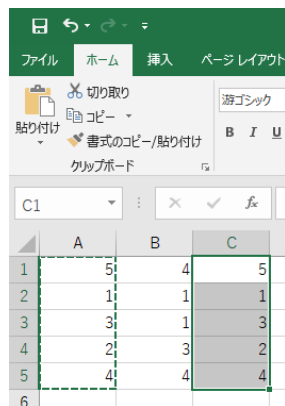 ファイル ホーム 挿入 ページ レイアウト
切り取り
コピー
書式のコピー/貼り付け
貼り付け
クリップボード
游ゴシック
B I U
C1 fx
A B C
1 5 4 5
2 1 1 1
3 3 1 3
4 2 3 2
5 4 4 4
6